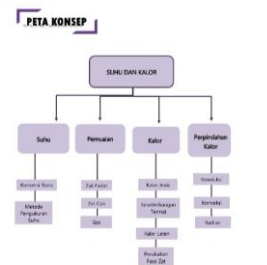 PETA KONSEP
SUHU DAN KALOR
Suhu
Pemuaian
Kalor
Perpindahan
Kalor
Konversi Suhu
Metode
Pengukuran
Suhu
Zat Padat
Zat Cair
Gas
Kalor Jenis
Kesetimbangan
Termal
Kalor Laten
Perubahan
Fase Zat
Konduksi
Konveksi
Radiasi